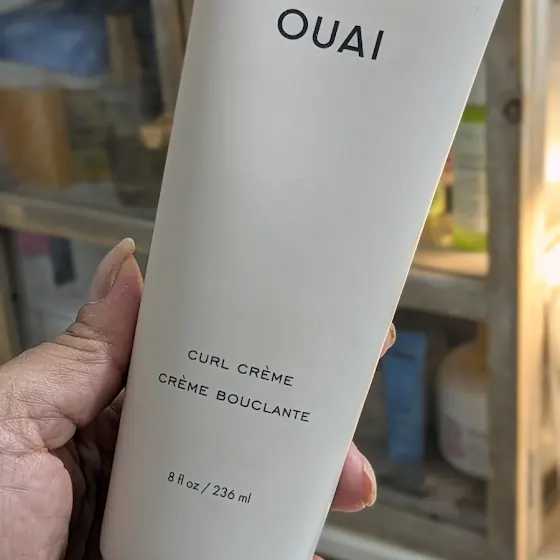 OUAI
CURL CRÈME
CRÈME BOUCLANTE
8 fl oz / 236 ml